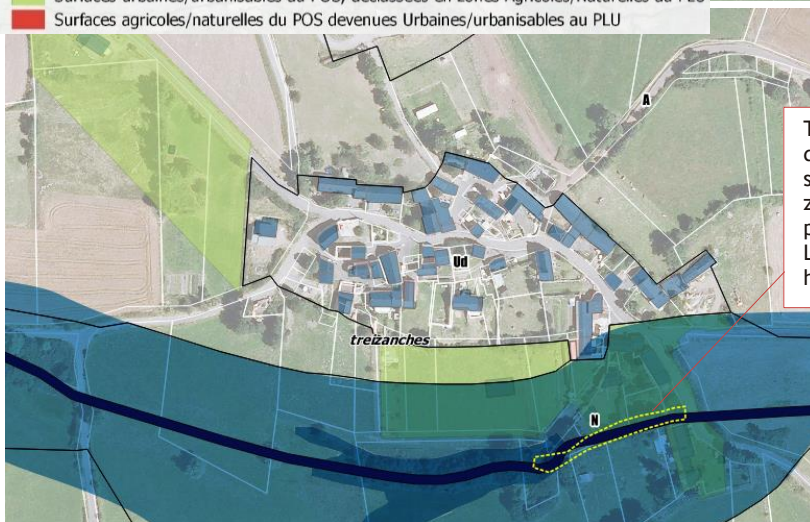 Surfaces urbaines/urbanisables au POS, déclassées en zones Agricoles/Naturelles au PLU
Surfaces agricoles/naturelles du POS devenues Urbaines/urbanisables au PLU
A
Ud
treizanches
N